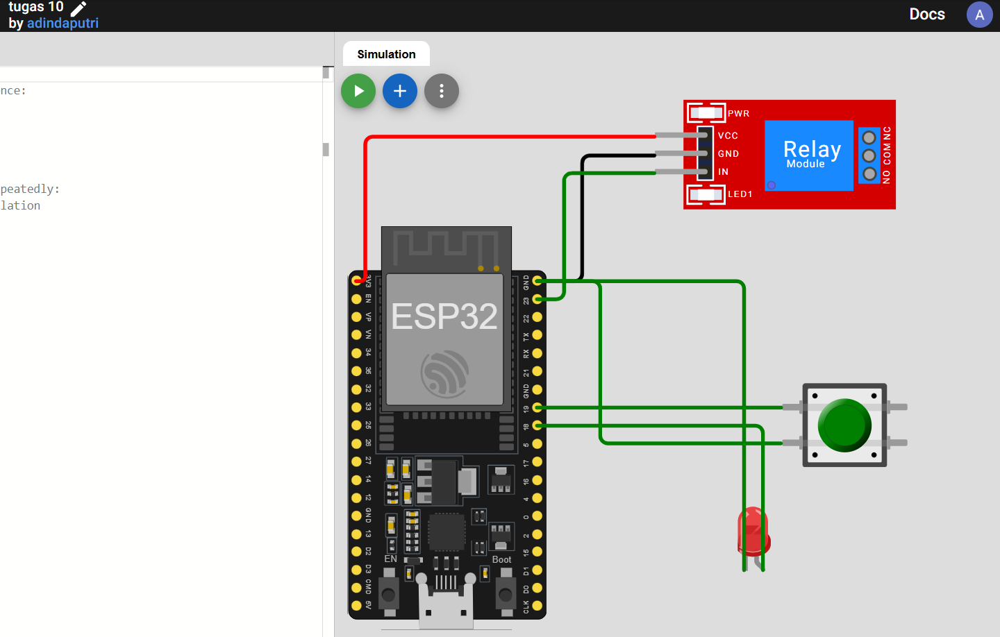 tugas 10
by adindaputri
Docs
A
Simulation
nce:
peatedly:
lation
PWR
VCC
GND
IN
LED1
Relay
Module
NO COM NC
ESP32
3V3
EN
VP
VN
34
35
32
33
25
26
27
14
12
GND
13
D2
D3
CMD
5V
GND
23
22
TX
RX
21
GND
19
18
5
17
16
4
0
2
15
D1
D0
CLK
EN
Boot